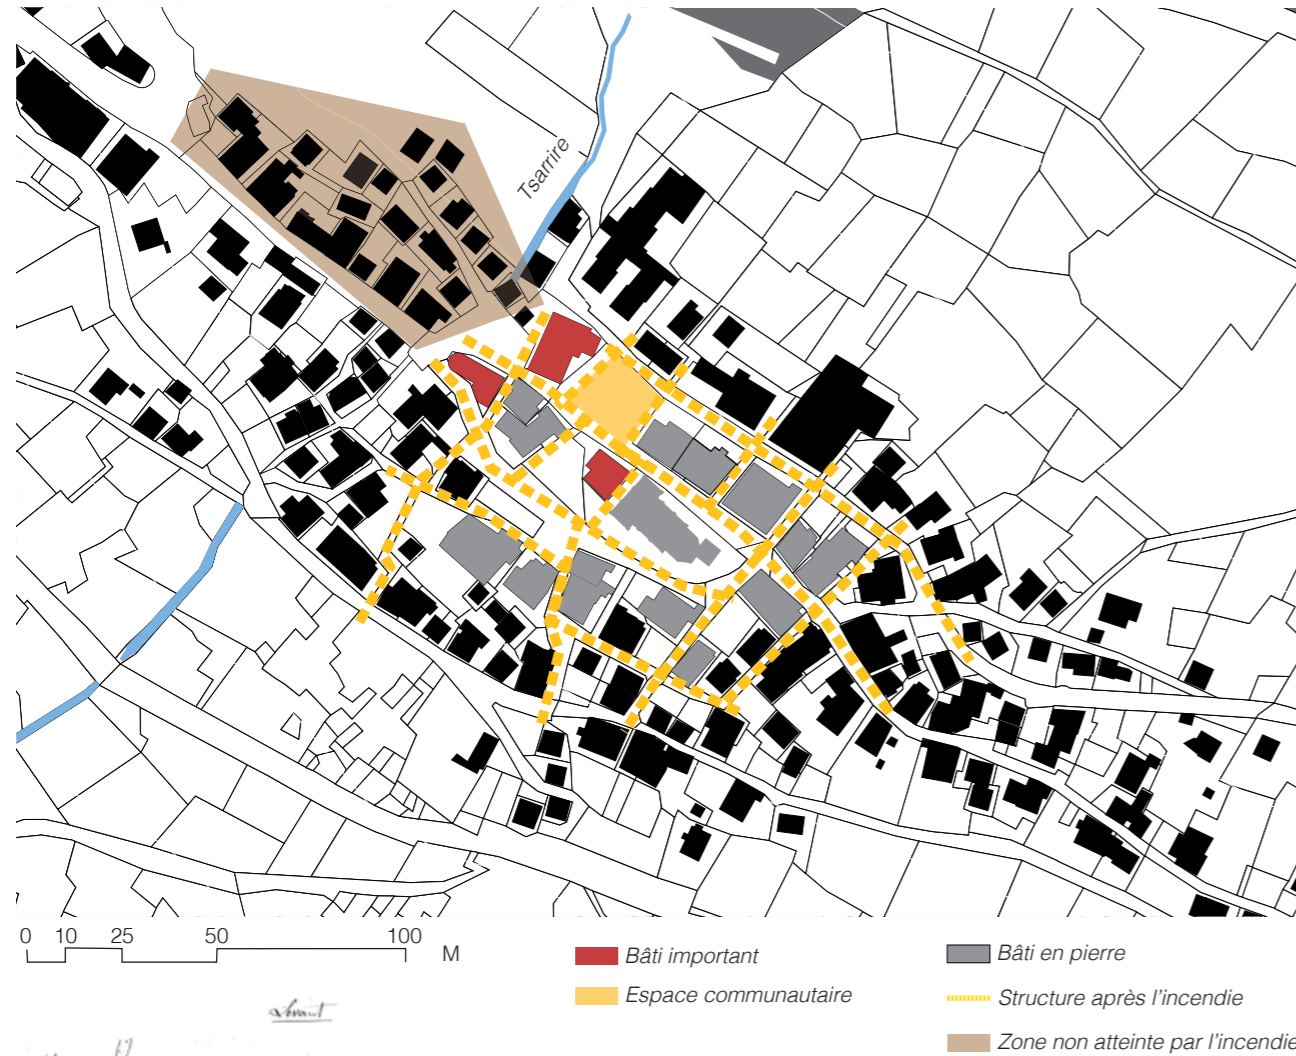 Tsarrire
0 10 25 50 100 M
Bâti important
Espace communautaire
Bâti en pierre
Structure après l'incendie
Zone non atteinte par l'incendie
Levant